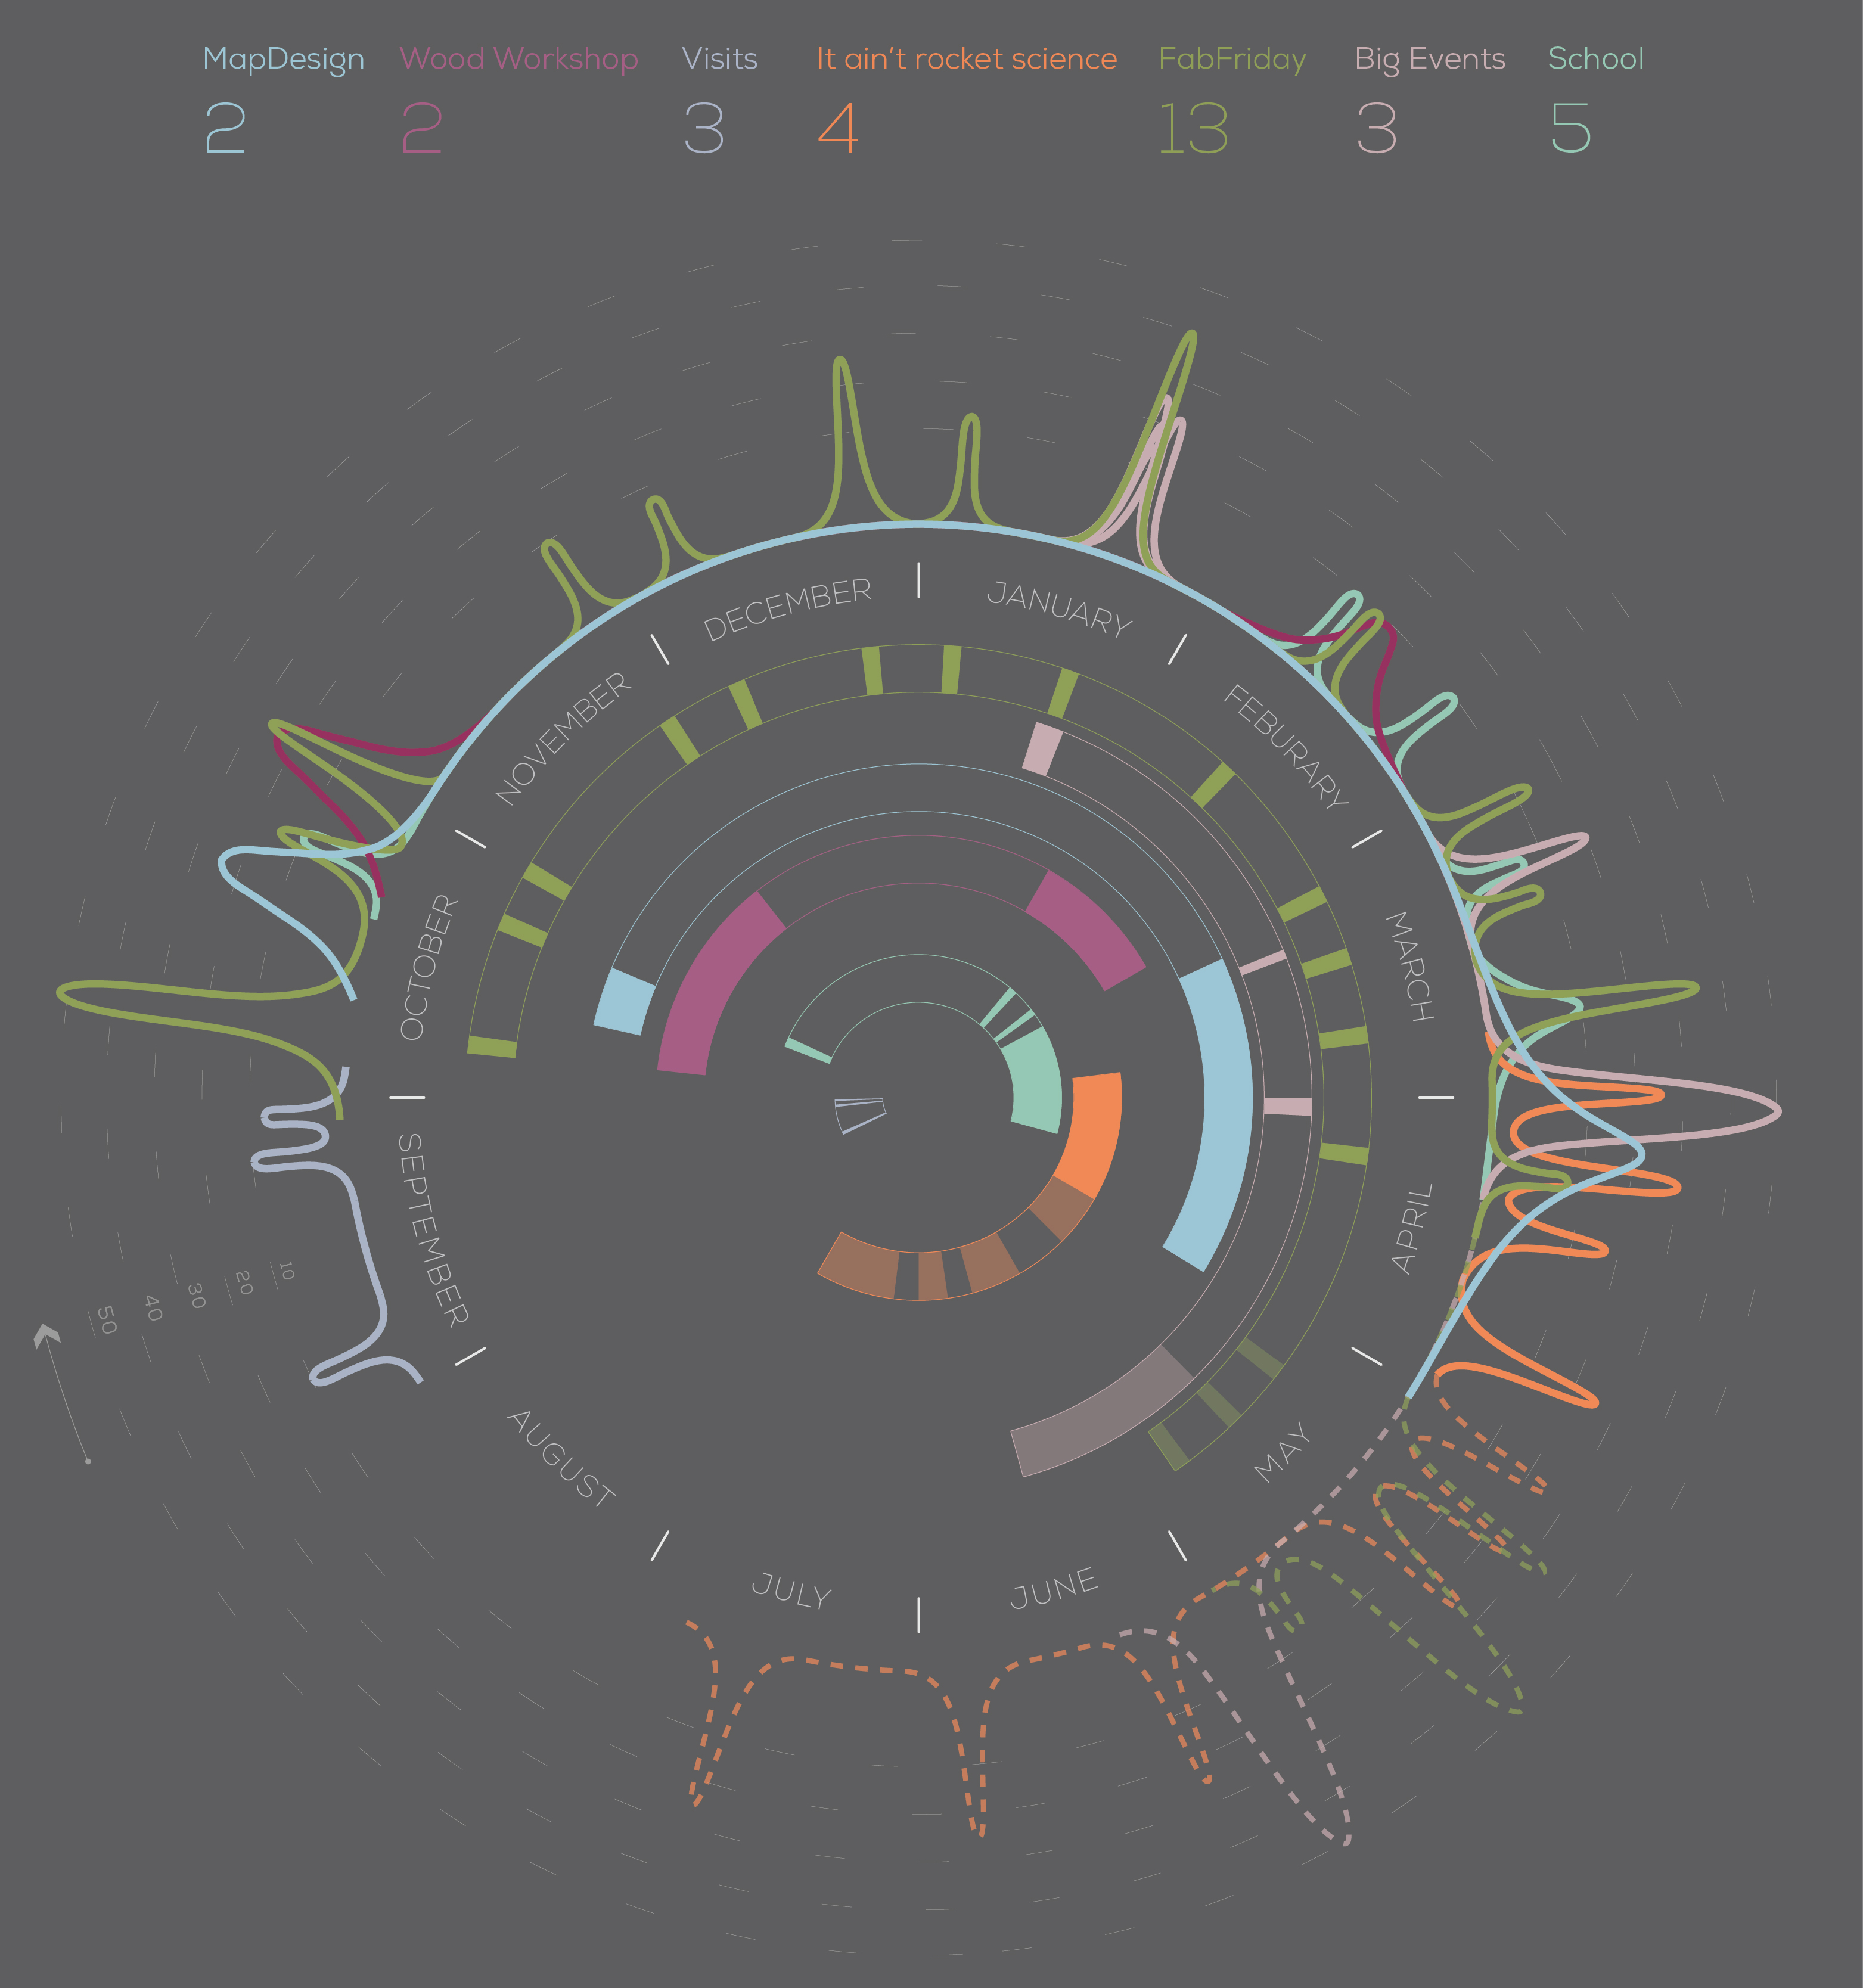 MapDesign
Wood Workshop
Visits
It ain't rocket science
FabFriday
Big Events
School
2
2
3
4
13
3
5
DECEMBER
JANUARY
NOVEMBER
FEBURARY
OCTOBER
MARCH
SEPTEMBER
APRIL
10
20
30
40
50
AUGUST
MAY
JULY
JUNE